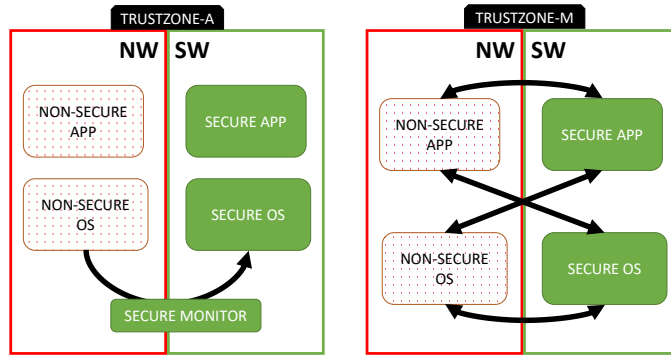 TRUSTZONE-A
NW SW
NON-SECURE
APP
SECURE APP
NON-SECURE
OS
SECURE OS
SECURE MONITOR
TRUSTZONE-M
NW SW
NON-SECURE
APP
SECURE APP
NON-SECURE
OS
SECURE OS